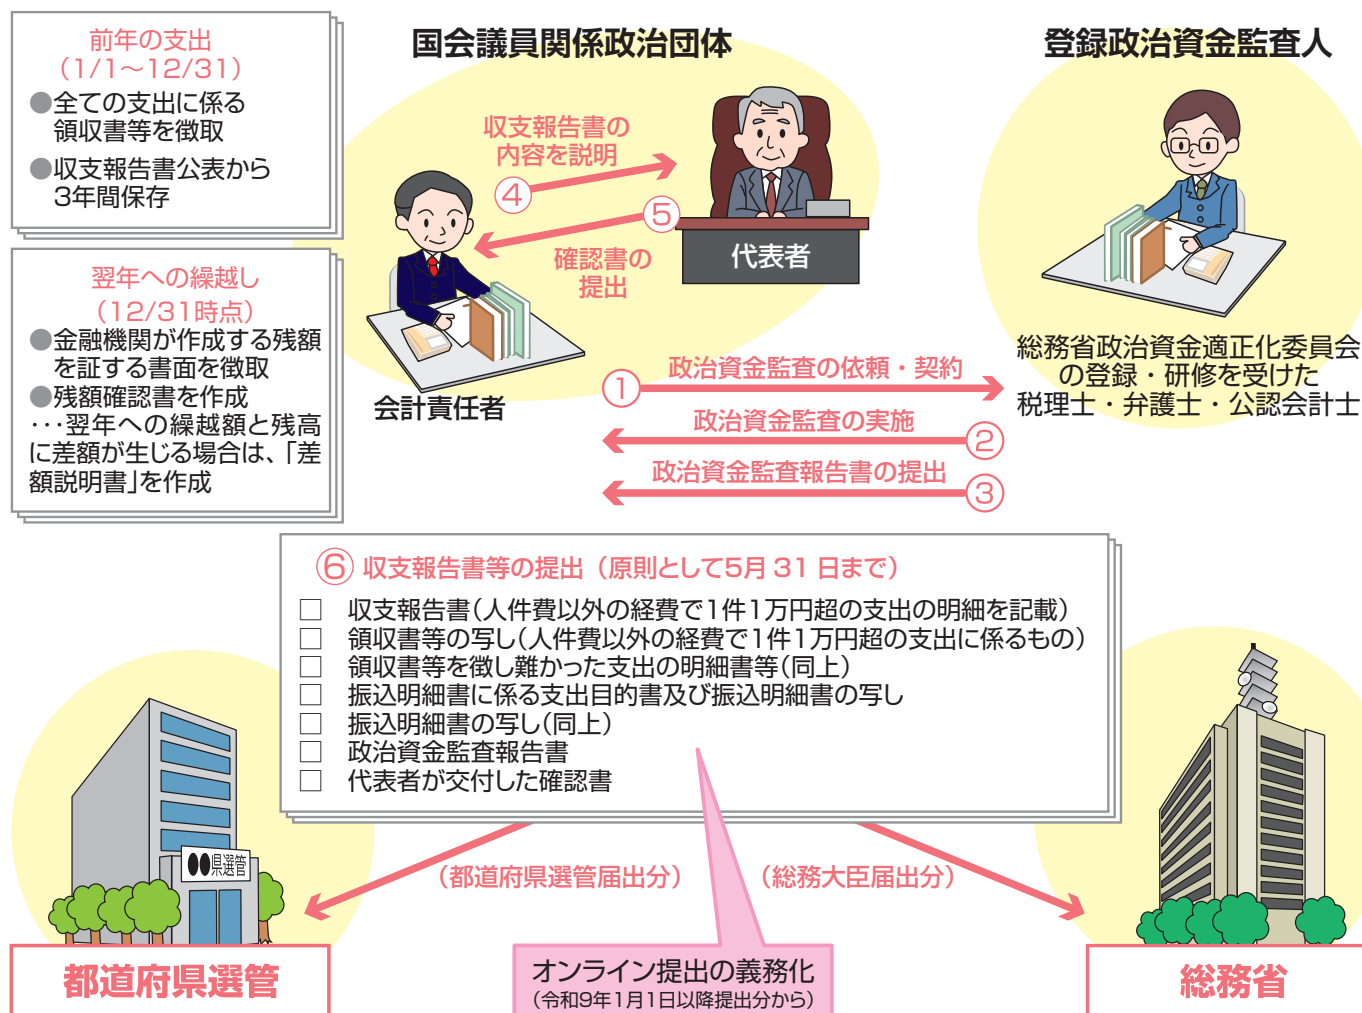 前年の支出
（1/1～12/31）
●全ての支出に係る
領収書等を徴取
●収支報告書公表から
3年間保存
翌年への繰越し
（12/31時点）
●金融機関が作成する残額
を証する書面を徴取
●残額確認書を作成
…翌年への繰越額と残高
に差額が生じる場合は、「差
額説明書」を作成
国会議員関係政治団体
収支報告書の
内容を説明
④
⑤
確認書の
提出
代表者
会計責任者
登録政治資金監査人
総務省政治資金適正化委員会
の登録・研修を受けた
税理士・弁護士・公認会計士
① 政治資金監査の依頼・契約
政治資金監査の実施 ②
政治資金監査報告書の提出 ③
⑥ 収支報告書等の提出（原則として5月31日まで）
□ 収支報告書（人件費以外の経費で1件1万円超の支出の明細を記載）
□ 領収書等の写し（人件費以外の経費で1件1万円超の支出に係るもの）
□ 領収書等を徴し難かった支出の明細書等（同上）
□ 振込明細書に係る支出目的書及び振込明細書の写し
□ 振込明細書の写し（同上）
□ 政治資金監査報告書
□ 代表者が交付した確認書
●●県選管
（都道府県選管届出分）
（総務大臣届出分）
都道府県選管
オンライン提出の義務化
（令和9年1月1日以降提出分から）
総務省